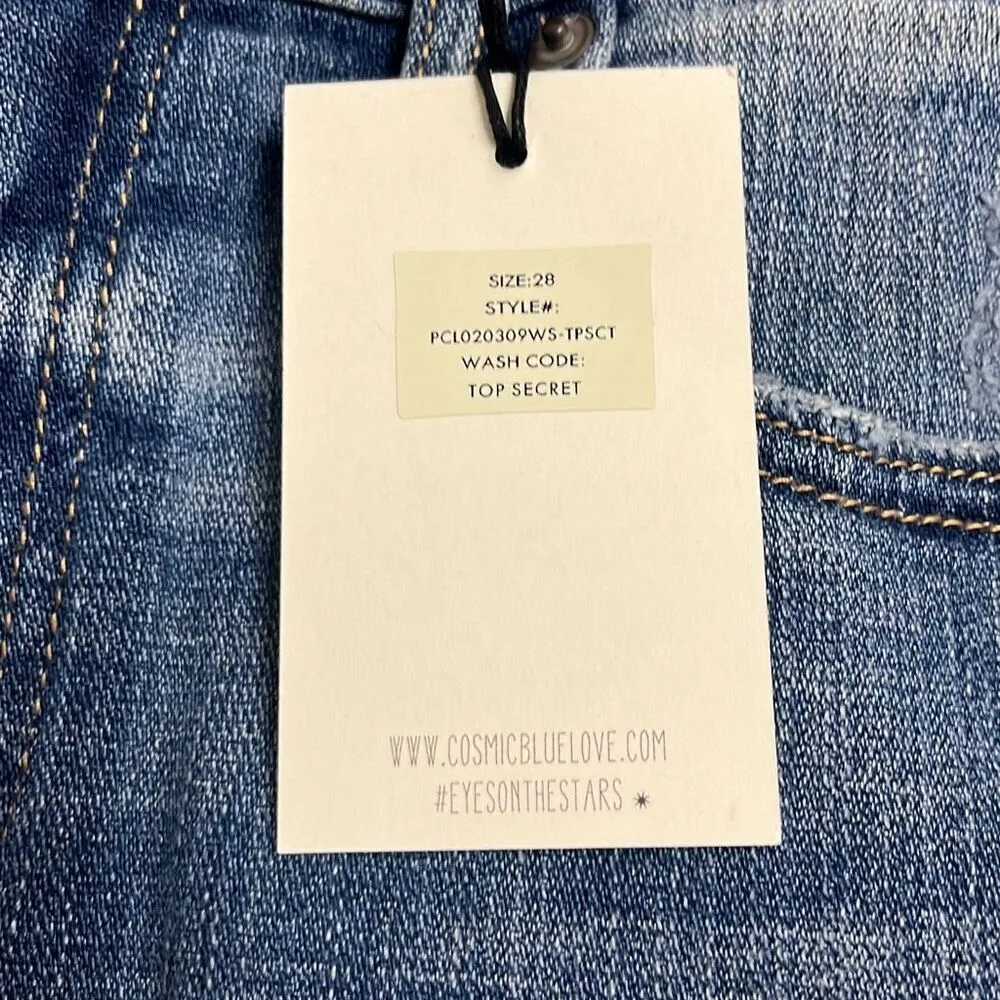 SIZE:28
STYLE#:
PCL020309WS-TPSCT
WASH CODE:
TOP SECRET
WWW.COSMICBLUELOVE.COM
#EYESONTHESTARS